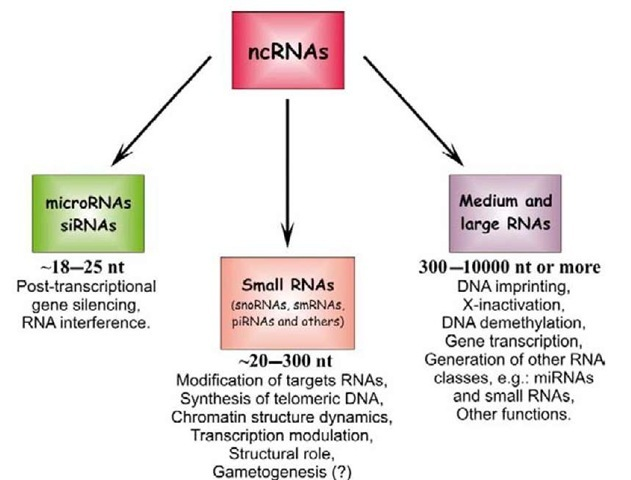 ncRNAs
microRNAs
siRNAs
~18–25 nt
Post-transcriptional
gene silencing,
RNA interference.
Small RNAs
(snoRNAs, smRNAs,
piRNAs and others)
~20–300 nt
Modification of targets RNAs,
Synthesis of telomeric DNA,
Chromatin structure dynamics,
Transcription modulation,
Structural role,
Gametogenesis (?)
Medium and
large RNAs
300–10000 nt or more
DNA imprinting,
X-inactivation,
DNA demethylation,
Gene transcription,
Generation of other RNA
classes, e.g.: miRNAs
and small RNAs,
Other functions.